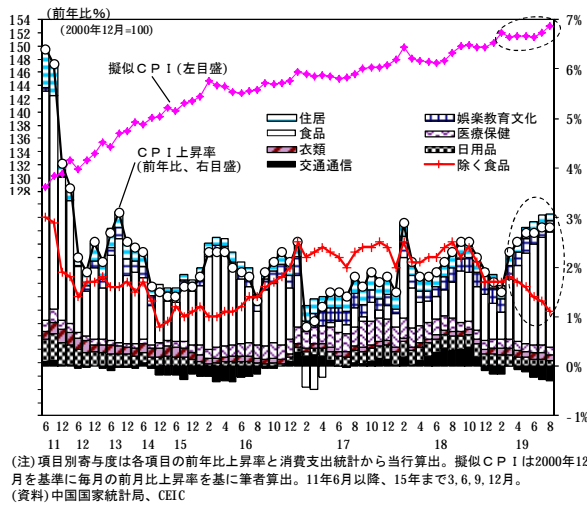 (前年比%)
(2000年12月=100)
154
152
150
148
146
144
142
140
138
136
134
132
130
128
7%
6%
5%
4%
3%
2%
1%
0%
-1%
擬似CPI(左目盛)
CPI上昇率
(前年比、右目盛)
住居
娯楽教育文化
食品
医療保健
衣類
日用品
交通通信
除く食品
6 12 6 12 6 12 6 12 6 12 2 4 6 8 10 12 2 4 6 8 10 12 2 4 6 8 10 12 2 4 6 8
11 12 13 14 15 16 17 18 19
(注)項目別寄与度は各項目の前年比上昇率と消費支出統計から当行算出。擬似CPIは2000年12
月を基準に毎月の前月比上昇率を基に筆者算出。11年6月以降、15年まで3,6,9,12月。
(資料)中国国家統計局、CEIC